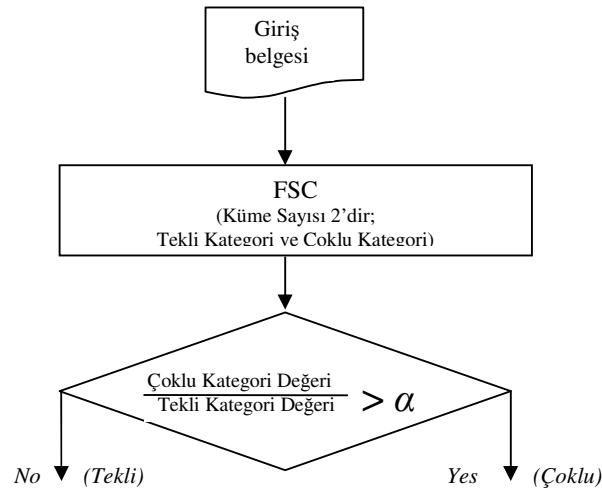 Giriş
belgesi
FSC
(Küme Sayısı 2’dir;
Tekli Kategori ve Coklu Kategori)
Çoklu Kategori Değeri
Tekli Kategori Değeri > α
No (Tekli) Yes (Çoklu)